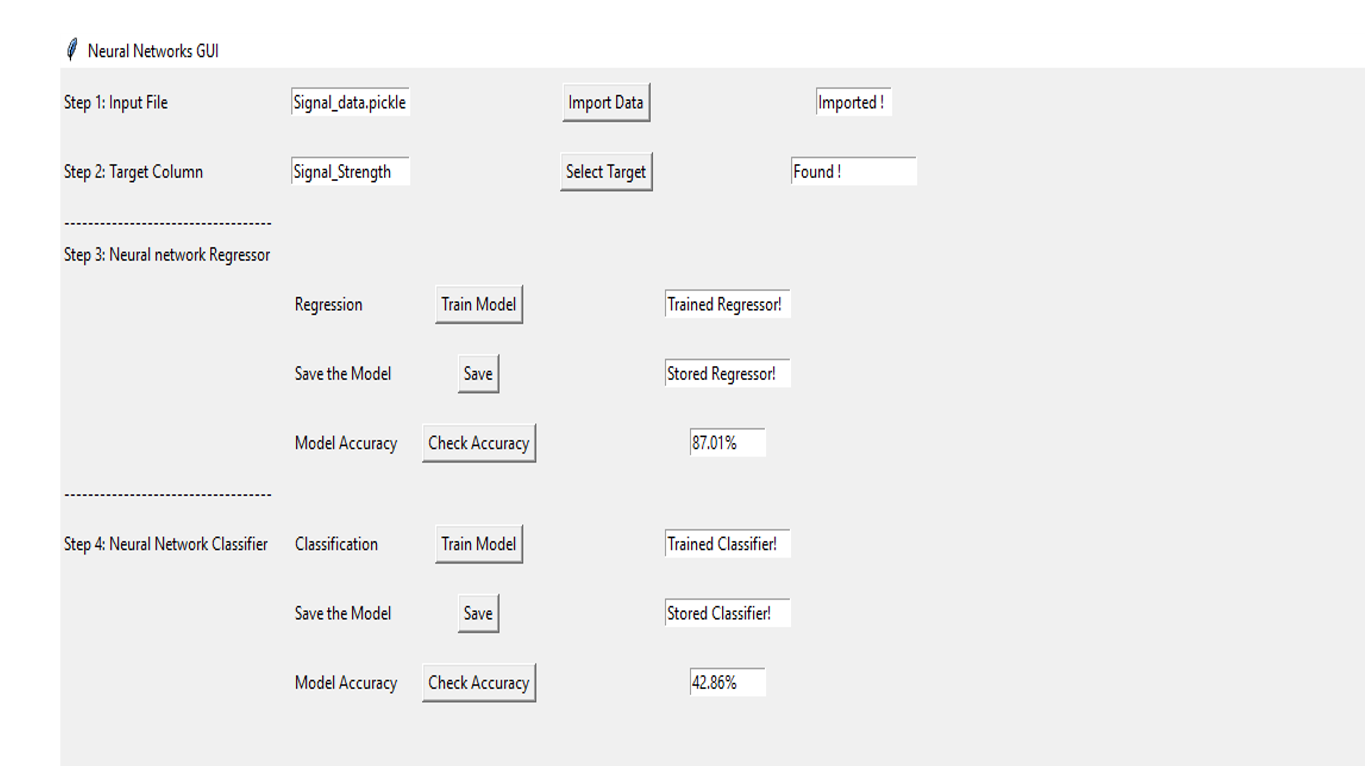 Neural Networks GUI
Step 1: Input File Signal_data.pickle Import Data Imported !
Step 2: Target Column Signal_Strength Select Target Found !
-----------------------------------
Step 3: Neural network Regressor
Regression Train Model Trained Regressor!
Save the Model Save Stored Regressor!
Model Accuracy Check Accuracy 87.01%
-----------------------------------
Step 4: Neural Network Classifier Classification Train Model Trained Classifier!
Save the Model Save Stored Classifier!
Model Accuracy Check Accuracy 42.86%